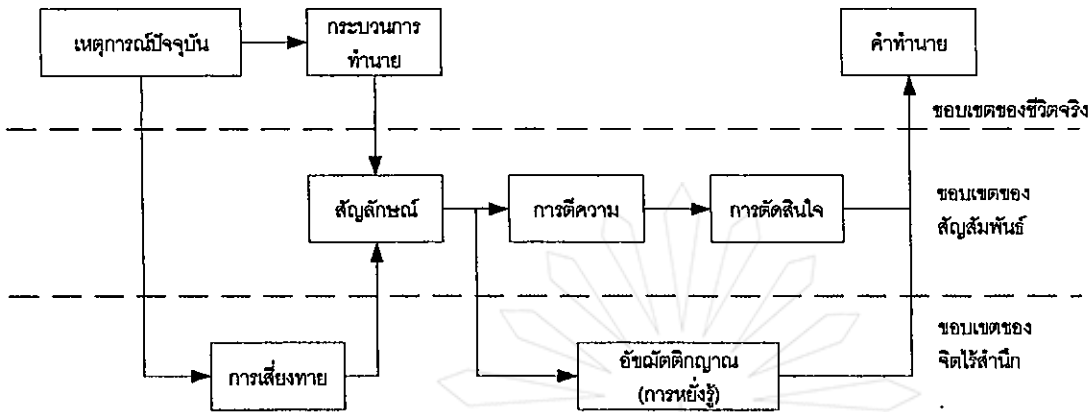 เหตุการณ์ปัจจุบัน
กระบวนการ
ทำนาย
คำทำนาย
ขอบเขตของชีวิตจริง
สัญลักษณ์
การตีความ
การตัดสินใจ
ขอบเขตของ
สัญสัมพันธ์
การเสี่ยงทาย
อัชฌัตติกญาณ
(การหยั่งรู้)
ขอบเขตของ
จิตไร้สำนึก